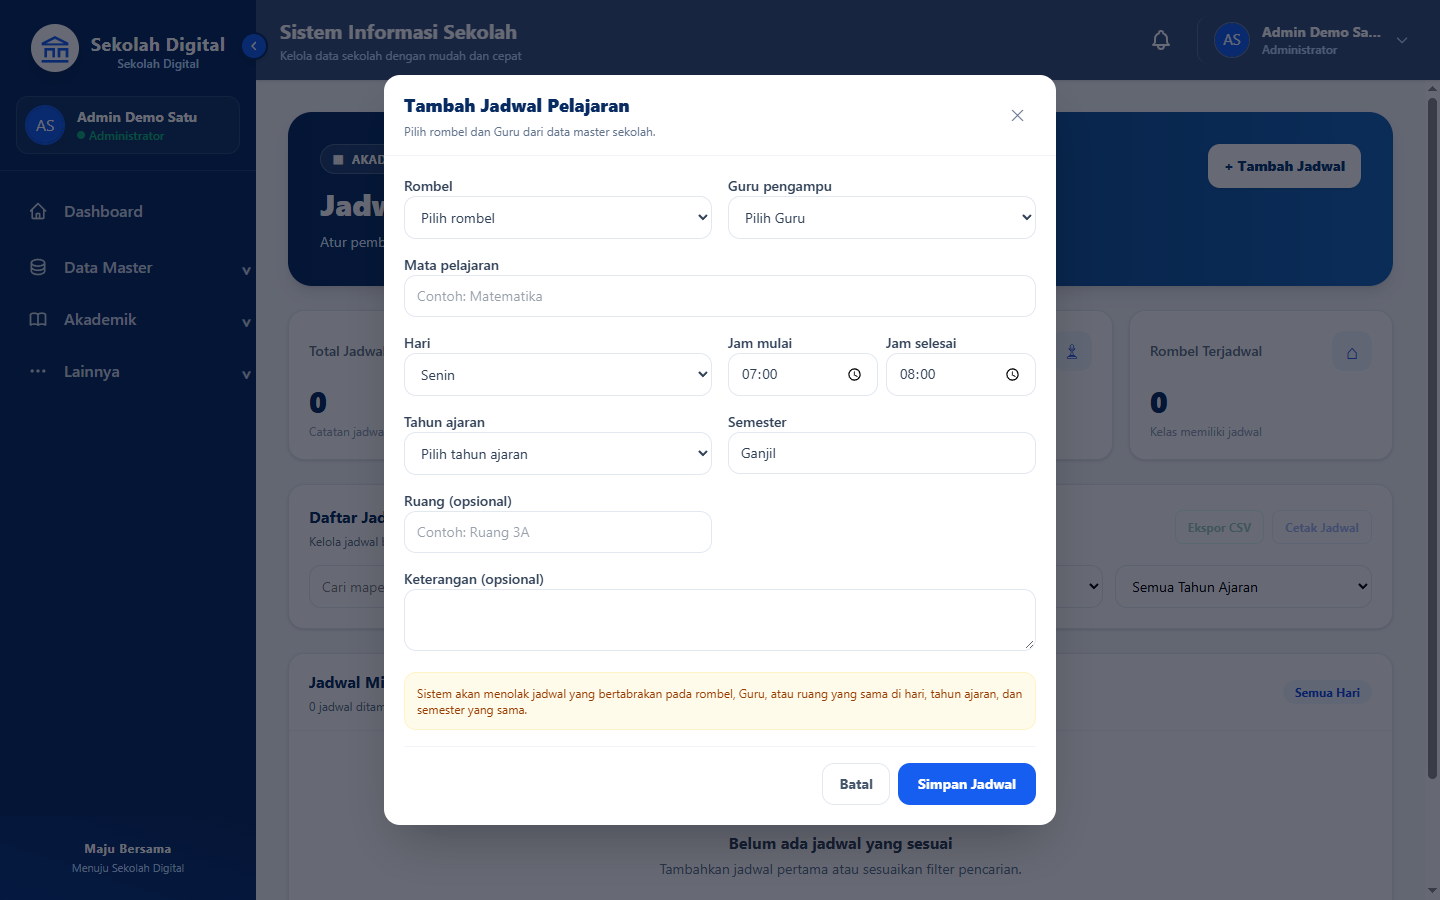 Sekolah Digital
Sekolah Digital
AS
Admin Demo Satu
Administrator
Dashboard
Data Master
Akademik
Lainnya
Maju Bersama
Menuju Sekolah Digital
Sistem Informasi Sekolah
Kelola data sekolah dengan mudah dan cepat
AS
Admin Demo Sa...
Administrator
AKAD
Jadw
Atur pemb
+ Tambah Jadwal
Total Jadwa
0
Catatan jadwa
Rombel Terjadwal
0
Kelas memiliki jadwal
Daftar Jad
Kelola jadwal
Ekspor CSV
Cetak Jadwal
Cari mape
Semua Tahun Ajaran
Jadwal Mi
0 jadwal ditam
Semua Hari
Belum ada jadwal yang sesuai
Tambahkan jadwal pertama atau sesuaikan filter pencarian.
Tambah Jadwal Pelajaran
Pilih rombel dan Guru dari data master sekolah.
Rombel
Pilih rombel
Guru pengampu
Pilih Guru
Mata pelajaran
Contoh: Matematika
Hari
Senin
Jam mulai
07:00
Jam selesai
08:00
Tahun ajaran
Pilih tahun ajaran
Semester
Ganjil
Ruang (opsional)
Contoh: Ruang 3A
Keterangan (opsional)
Sistem akan menolak jadwal yang bertabrakan pada rombel, Guru, atau ruang yang sama di hari, tahun ajaran, dan
semester yang sama.
Batal
Simpan Jadwal